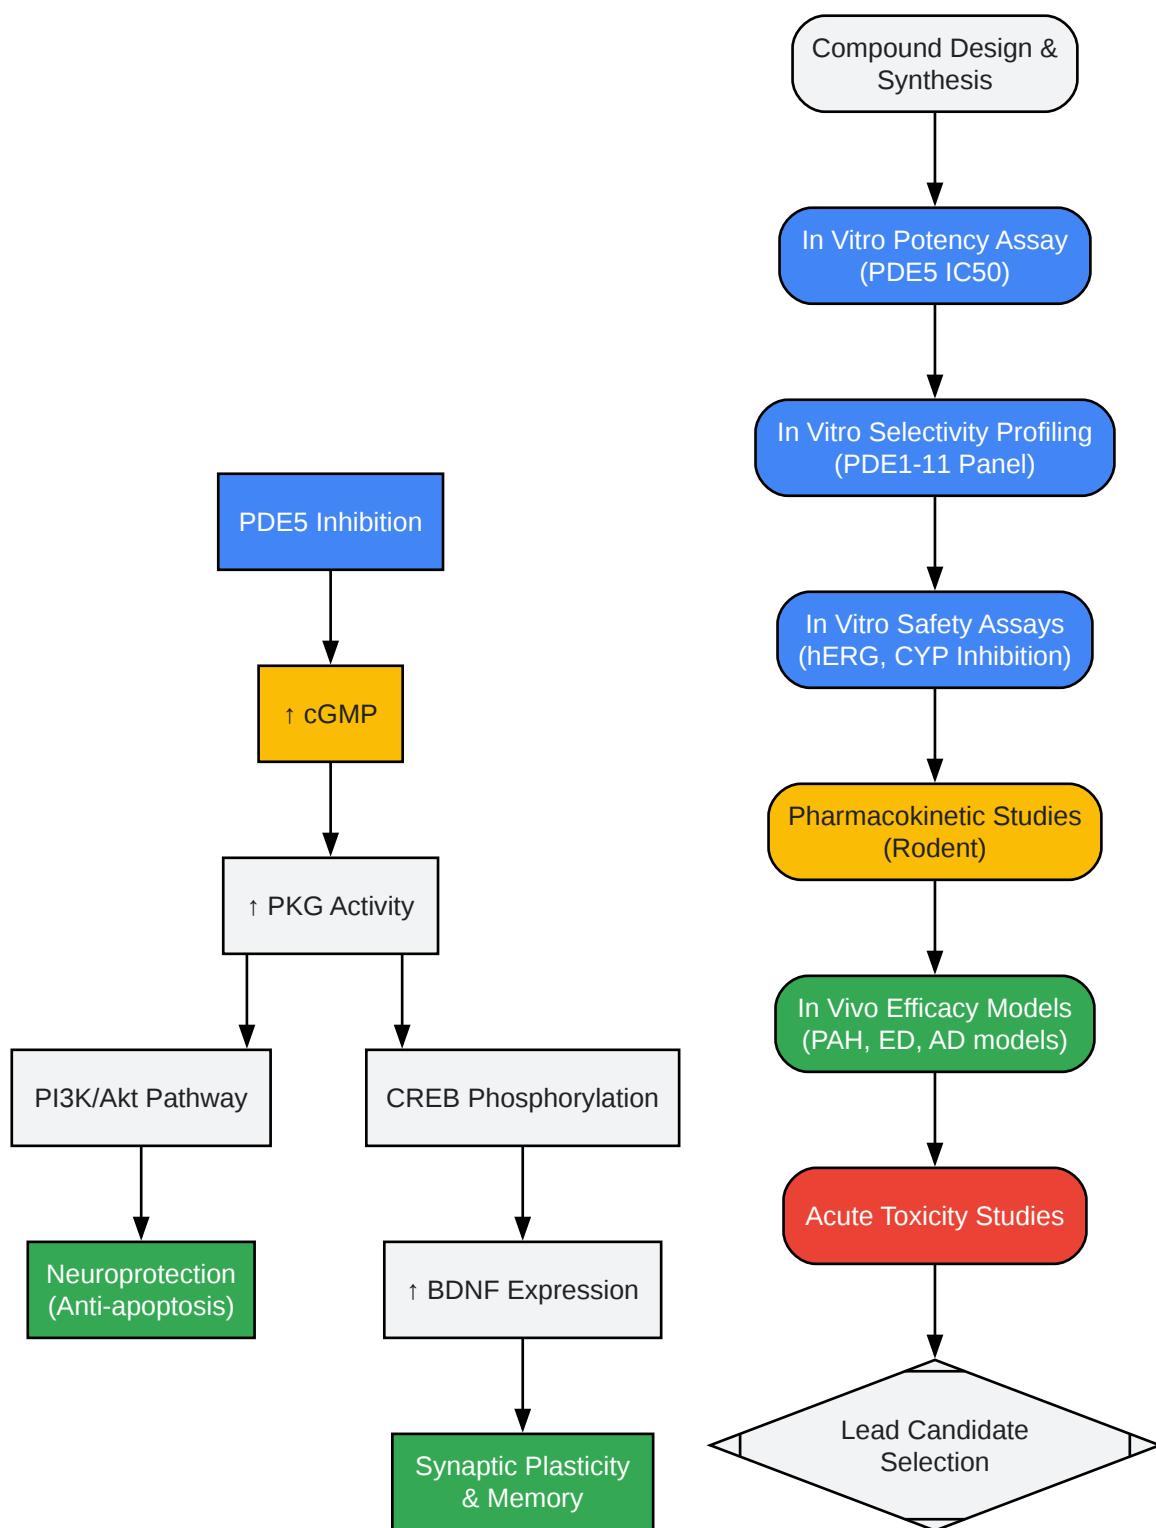 PDE5 Inhibition
↑ cGMP
↑ PKG Activity
PI3K/Akt Pathway
CREB Phosphorylation
Neuroprotection
(Anti-apoptosis)
↑ BDNF Expression
Synaptic Plasticity
& Memory
Compound Design &
Synthesis
In Vitro Potency Assay
(PDE5 IC50)
In Vitro Selectivity Profiling
(PDE1-11 Panel)
In Vitro Safety Assays
(hERG, CYP Inhibition)
Pharmacokinetic Studies
(Rodent)
In Vivo Efficacy Models
(PAH, ED, AD models)
Acute Toxicity Studies
Lead Candidate
Selection